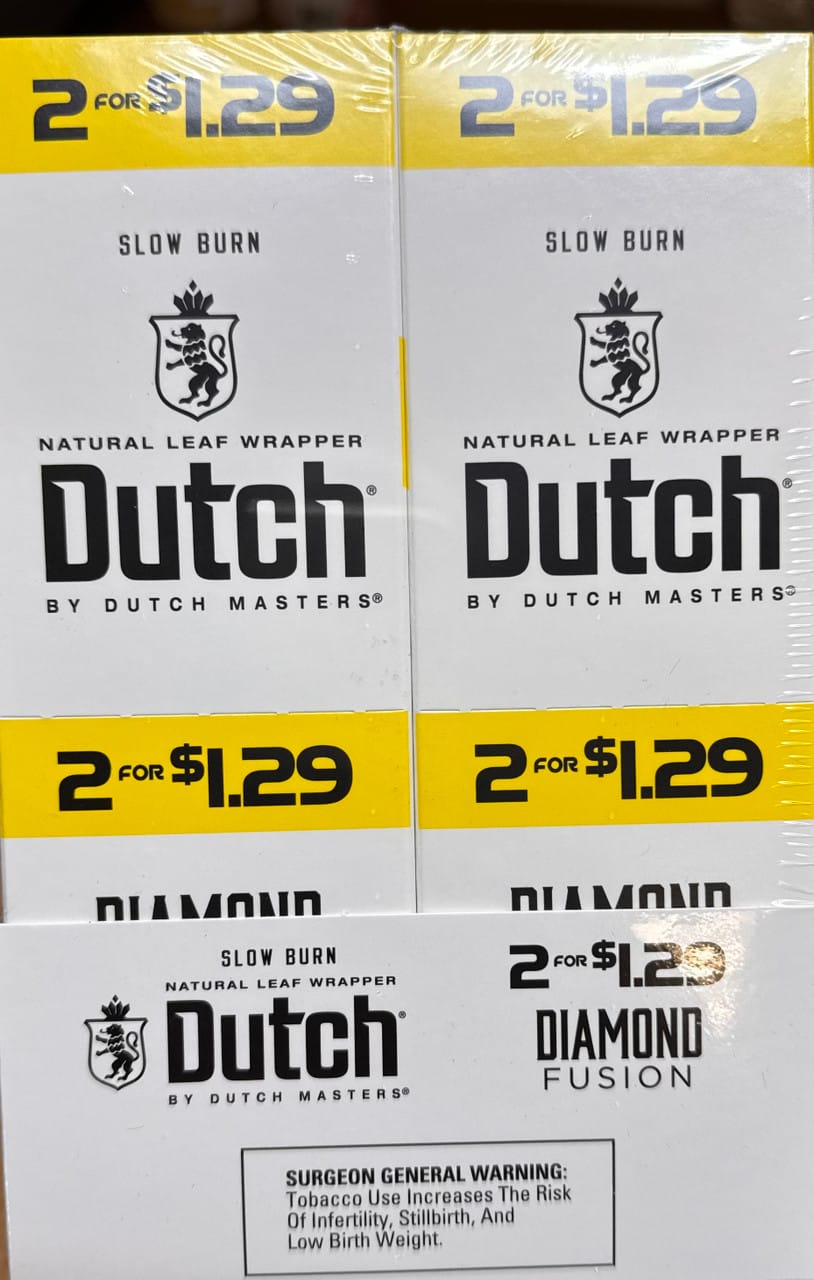 2 FOR $1.29
SLOW BURN
NATURAL LEAF WRAPPER
Dutch®
BY DUTCH MASTERS®
2 FOR $1.29
DIAMOND
2 FOR $1.29
SLOW BURN
NATURAL LEAF WRAPPER
Dutch®
BY DUTCH MASTERS®
2 FOR $1.29
DIAMOND
SLOW BURN
NATURAL LEAF WRAPPER
Dutch®
BY DUTCH MASTERS®
2 FOR $1.29
DIAMOND
FUSION
SURGEON GENERAL WARNING:
Tobacco Use Increases The Risk
Of Infertility, Stillbirth, And
Low Birth Weight.